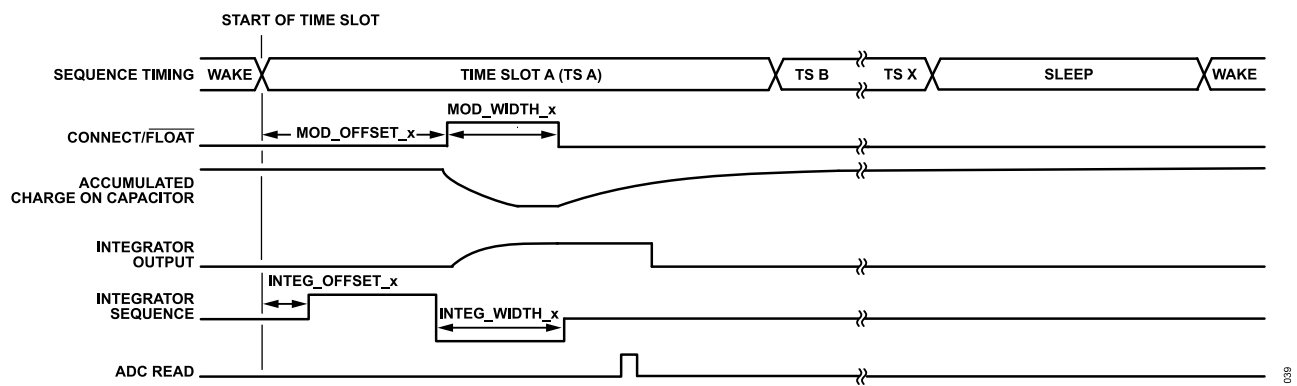 START OF TIME SLOT
SEQUENCE TIMING WAKE TIME SLOT A (TS A) TS B TS X SLEEP WAKE
MOD_WIDTH_x
CONNECT/FLOAT MOD_OFFSET_x
ACCUMULATED
CHARGE ON CAPACITOR
INTEGRATOR
OUTPUT
INTEG_OFFSET_x
INTEGRATOR
SEQUENCE
INTEG_WIDTH_x
ADC READ
039